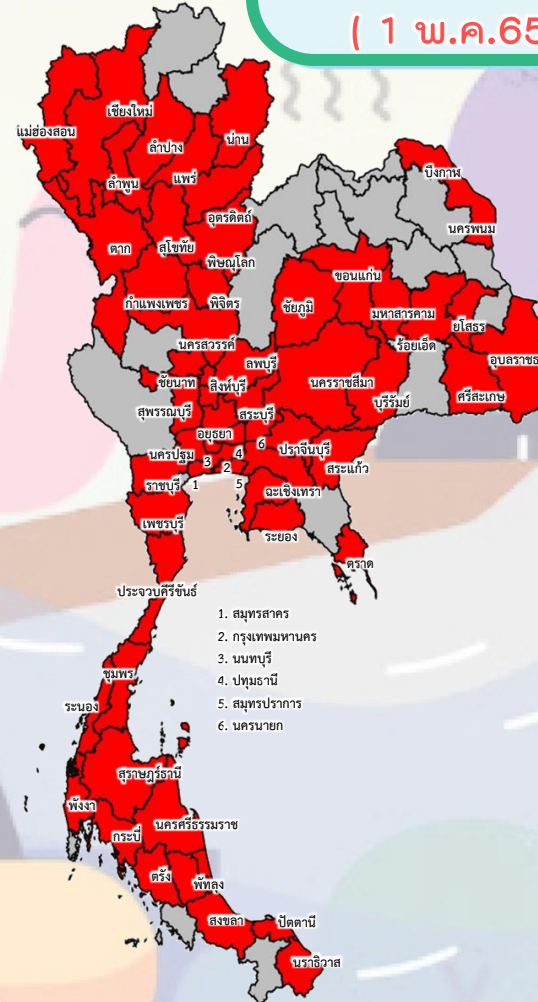 ( 1 พ.ค.65
เชียงใหม่
แม่ฮ่องสอน
น่าน
ลำปาง
แพร่
ลำพูน
บึงกาฬ
อุตรดิตถ์
นครพนม
ตาก
สุโขทัย
พิษณุโลก
ขอนแก่น
กำแพงเพชร
พิจิตร
ชัยภูมิ
มหาสารคาม
ยโสธร
นครสวรรค์
ร้อยเอ็ด
ลพบุรี
อุบลราชธ
ชัยนาท
สิงห์บุรี
นครราชสีมา
ศรีสะเกษ
สุพรรณบุรี
สระบุรี
บุรีรัมย์
อยุธยา
6
ปราจีนบุรี
นครปฐม
3
4
2
สระแก้ว
ราชบุรี
1
5
ฉะเชิงเทรา
เพชรบุรี
ระยอง
ตราด
ประจวบคีรีขันธ์
1. สมุทรสาคร
2. กรุงเทพมหานคร
3. นนทบุรี
4. ปทุมธานี
5. สมุทรปราการ
6. นครนายก
ชุมพร
ระนอง
สุราษฎร์ธานี
พังงา
นครศรีธรรมราช
กระบี่
ตรัง
พัทลุง
สงขลา
ปัตตานี
นราธิวาส